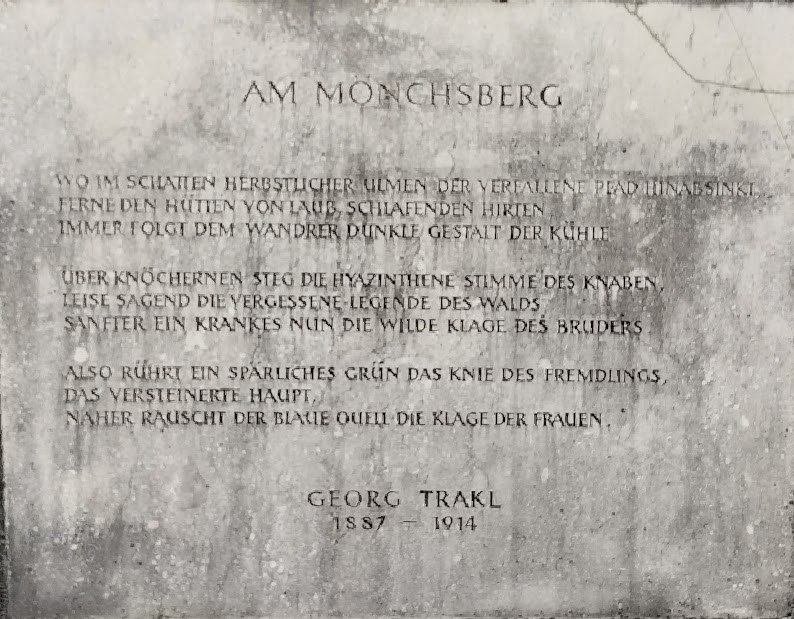 AM MÖNCHSBERG
WO IM SCHATTEN HERBSTLICHER ULMEN DER VERFALLENE PFAD HINABSINKT,
FERNE DEN HÜTTEN VON LAUB, SCHLAFENDEN HIRTEN,
IMMER FOLGT DEM WANDRER DUNKLE GESTALT DER KÜHLE
ÜBER KNÖCHERNEN STEG DIE HYAZINTHENE STIMME DES KNABEN,
LEISE SAGEND DIE VERGESSENE LEGENDE DES WALDS
SANFTER EIN KRANKES NUN DIE WILDE KLAGE DES BRUDERS.
ALSO RÜHRT EIN SPÄRLICHES GRÜN DAS KNIE DES FREMDLINGS,
DAS VERSTEINERTE HAUPT,
NÄHER RAUSCHT DER BLAUE QUELL DIE KLAGE DER FRAUEN.
GEORG TRAKL
1887 – 1914